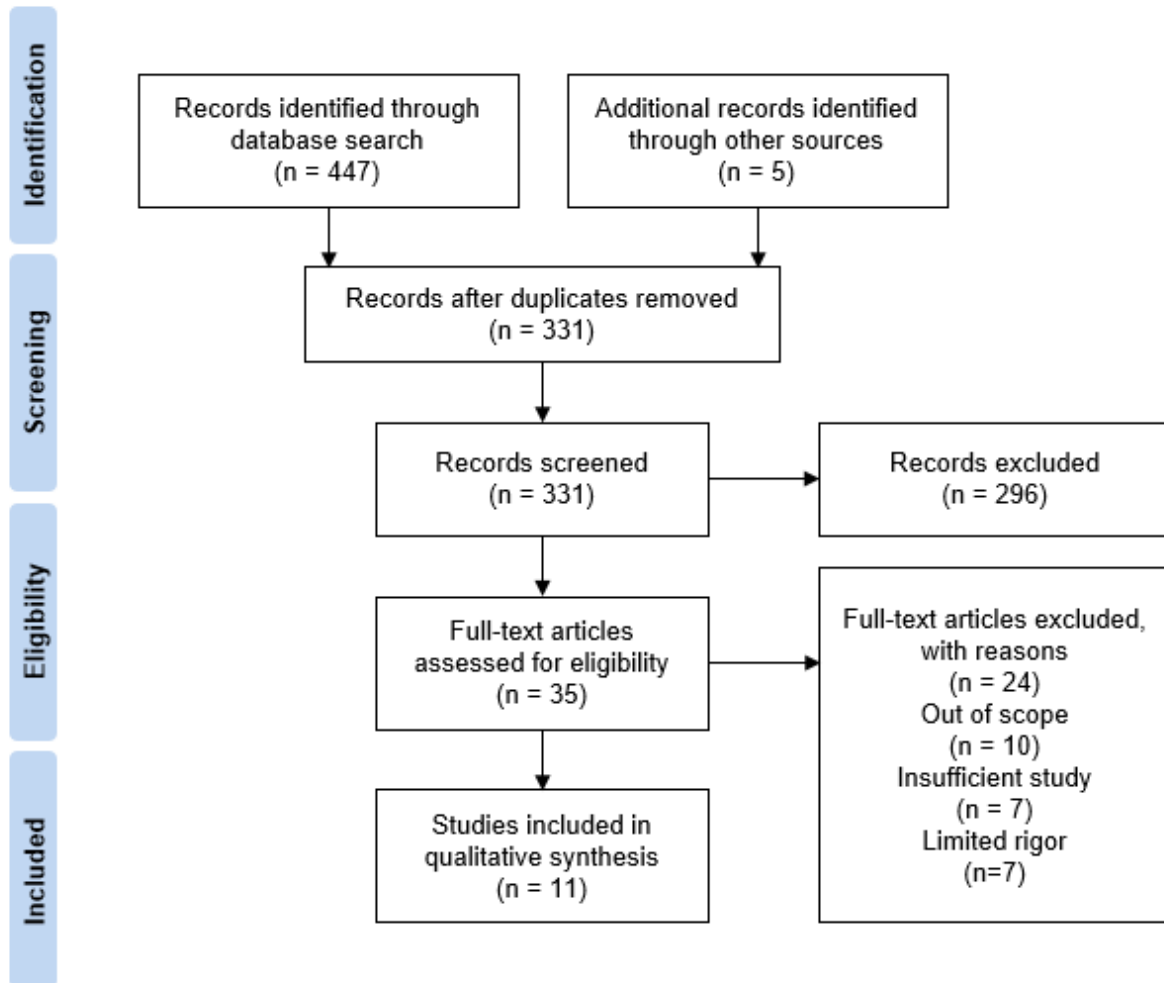 Identification
Records identified through
database search
(n = 447)
Additional records identified
through other sources
(n = 5)
Screening
Records after duplicates removed
(n = 331)
Records screened
(n = 331)
Records excluded
(n = 296)
Eligibility
Full-text articles
assessed for eligibility
(n = 35)
Full-text articles excluded,
with reasons
(n = 24)
Out of scope
(n = 10)
Insufficient study
(n = 7)
Limited rigor
(n=7)
Included
Studies included in
qualitative synthesis
(n = 11)